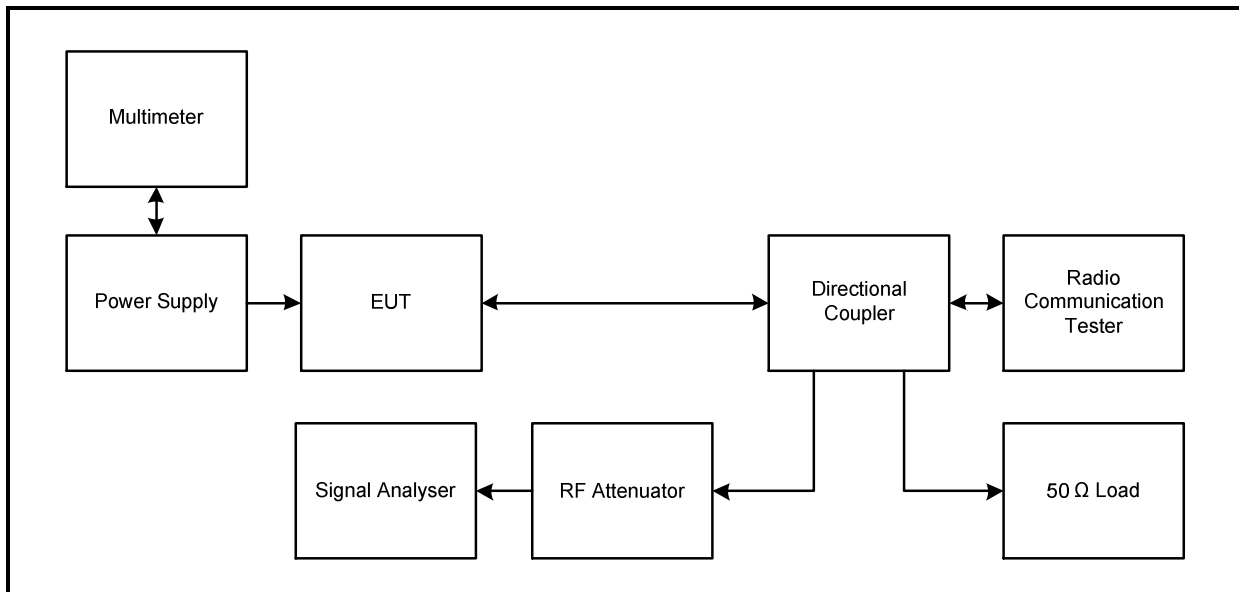 Multimeter
Power Supply
EUT
Directional
Coupler
Radio
Communication
Tester
Signal Analyser
RF Attenuator
50 Ω Load